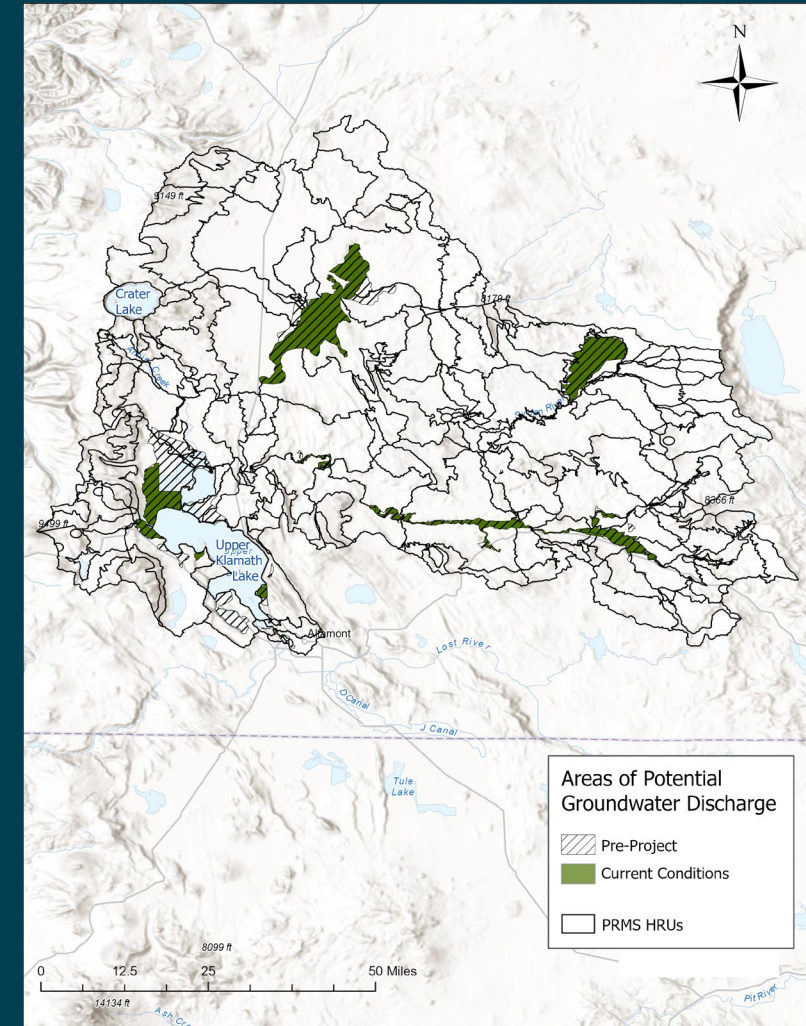 N
9149 ft
Crater
Lake
8179 ft
Creek
8366 ft
9499 ft
Upper
Klamath
Lake
Altamont
Lost River
D Canal
J Canal
Tule
Lake
Areas of Potential
Groundwater Discharge
Pre-Project
Current Conditions
PRMS HRUs
8099 ft
0 12.5 25 50 Miles
14134 ft
Pit River